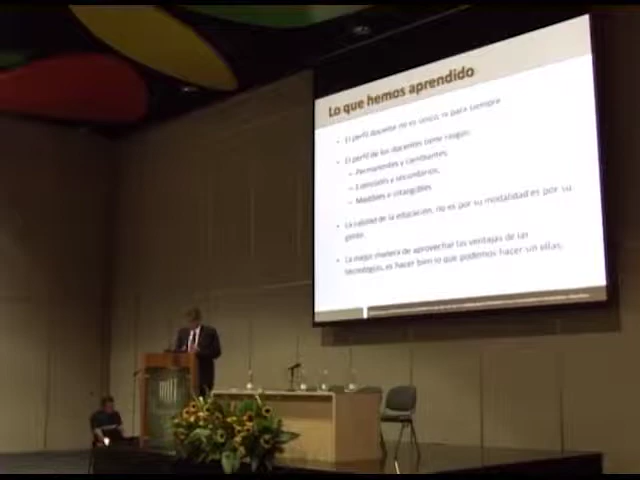 Lo que hemos aprendido
• El perfil docente no es único, ni para siempre
• El perfil de los docentes tiene rasgos:
– Permanentes y cambiantes,
– Esenciales y secundarios,
– Medibles e intangibles
• La calidad de la educación, no es por su modalidad es por su
gente.
• La mejor manera de aprovechar las ventajas de las
tecnologías, es hacer bien lo que podemos hacer sin ellas.